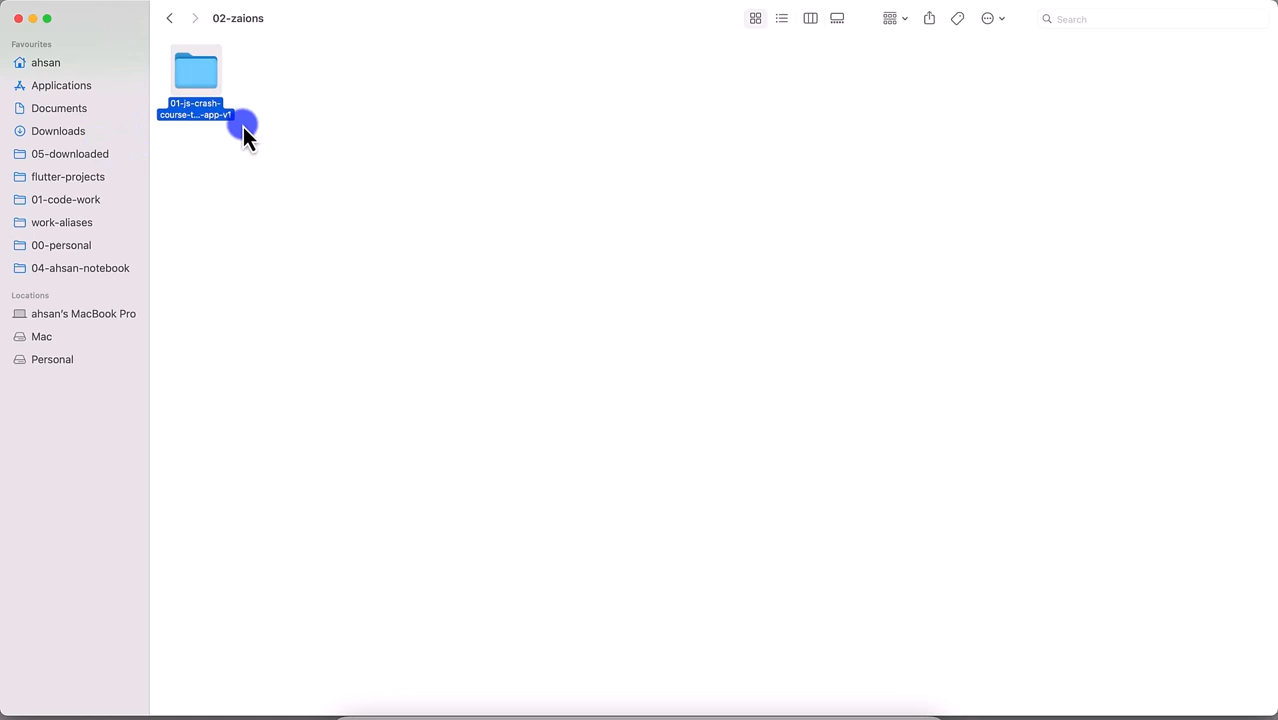 02-zaions
Search
Favourites
ahsan
Applications
Documents
Downloads
05-downloaded
flutter-projects
01-code-work
work-aliases
00-personal
04-ahsan-notebook
Locations
ahsan's MacBook Pro
Mac
Personal
01-js-crash-
course-t...-app-v1